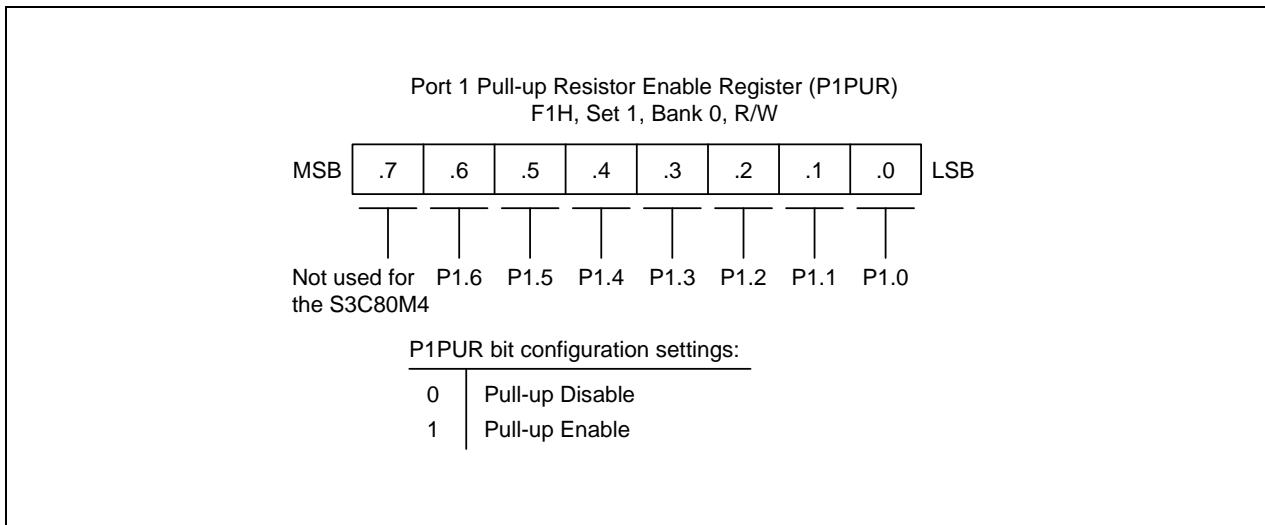 Port 1 Pull-up Resistor Enable Register (P1PUR)
F1H, Set 1, Bank 0, R/W
MSB .7 .6 .5 .4 .3 .2 .1 .0 LSB
Not used for P1.6 P1.5 P1.4 P1.3 P1.2 P1.1 P1.0
the S3C80M4
P1PUR bit configuration settings:
0 Pull-up Disable
1 Pull-up Enable